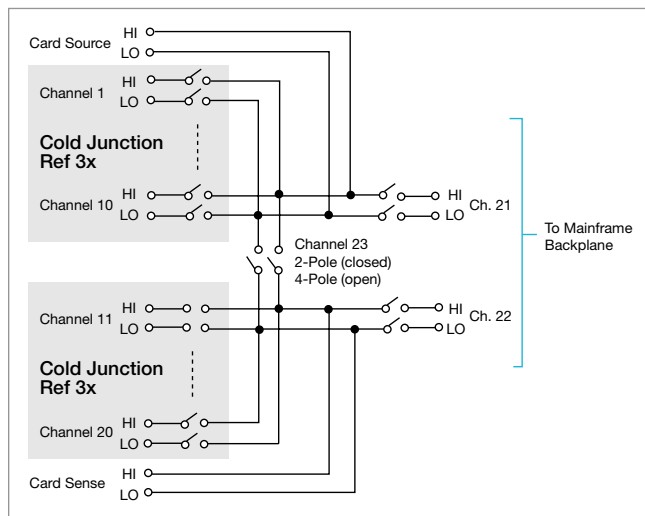 Card Source
HI
LO
Channel 1
HI
LO
Cold Junction
Ref 3x
Channel 10
HI
LO
HI
LO
Ch. 21
To Mainframe
Backplane
Channel 23
2-Pole (closed)
4-Pole (open)
Channel 11
HI
LO
HI
LO
Ch. 22
Cold Junction
Ref 3x
Channel 20
HI
LO
Card Sense
HI
LO